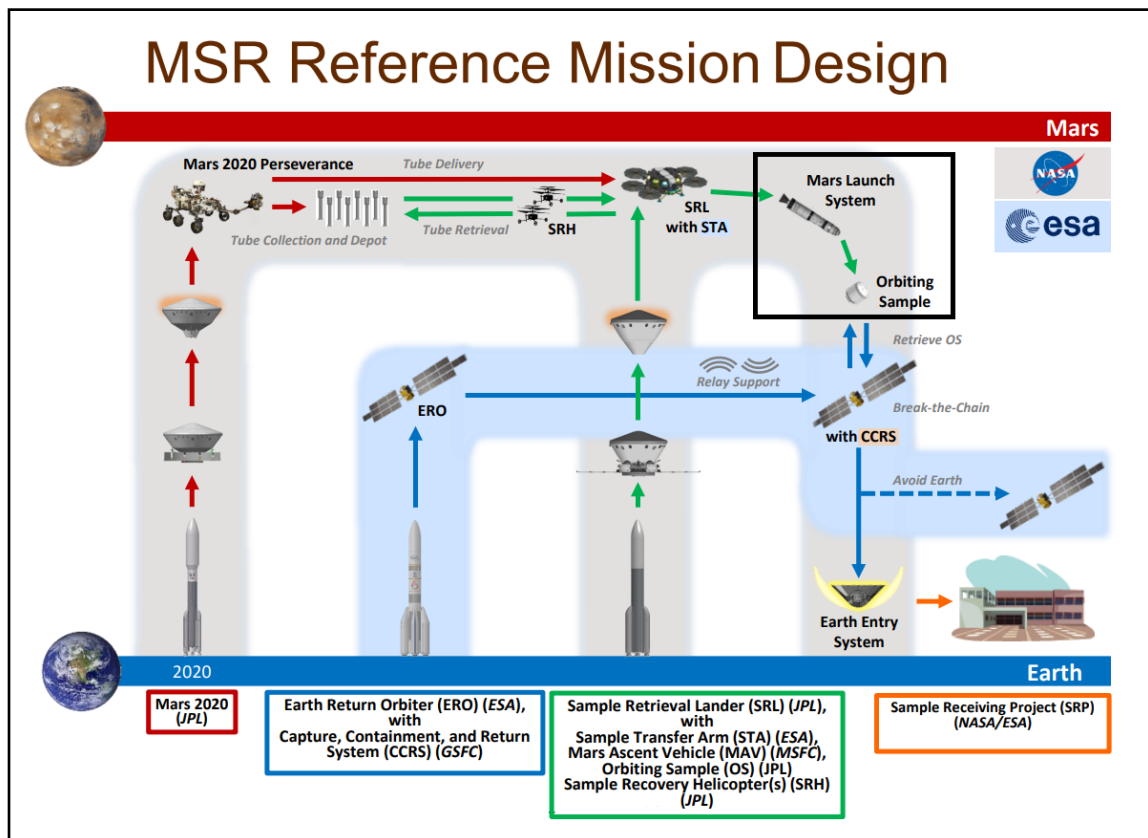 MSR Reference Mission Design
Mars
Mars 2020 Perseverance
Tube Delivery
Tube Collection and Depot
Tube Retrieval
SRH
SRL
with STA
Mars Launch
System
Orbiting
Sample
NASA
esa
Retrieve OS
Relay Support
ERO
Break-the-Chain
with CCRS
Avoid Earth
Earth Entry
System
2020
Earth
Mars 2020
(JPL)
Earth Return Orbiter (ERO) (ESA),
with
Capture, Containment, and Return
System (CCRS) (GSFC)
Sample Retrieval Lander (SRL) (JPL),
with
Sample Transfer Arm (STA) (ESA),
Mars Ascent Vehicle (MAV) (MSFC),
Orbiting Sample (OS) (JPL)
Sample Recovery Helicopter(s) (SRH)
(JPL)
Sample Receiving Project (SRP)
(NASA/ESA)